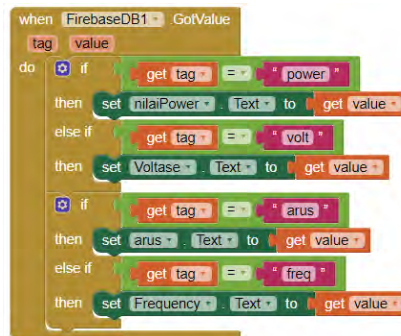 when FirebaseDB1 .GotValue
tag value
do if get tag = " power "
then set nilaiPower . Text to get value
else if get tag = " volt "
then set Voltase . Text to get value
if get tag = " arus "
then set arus . Text to get value
else if get tag = " freq "
then set Frequency . Text to get value